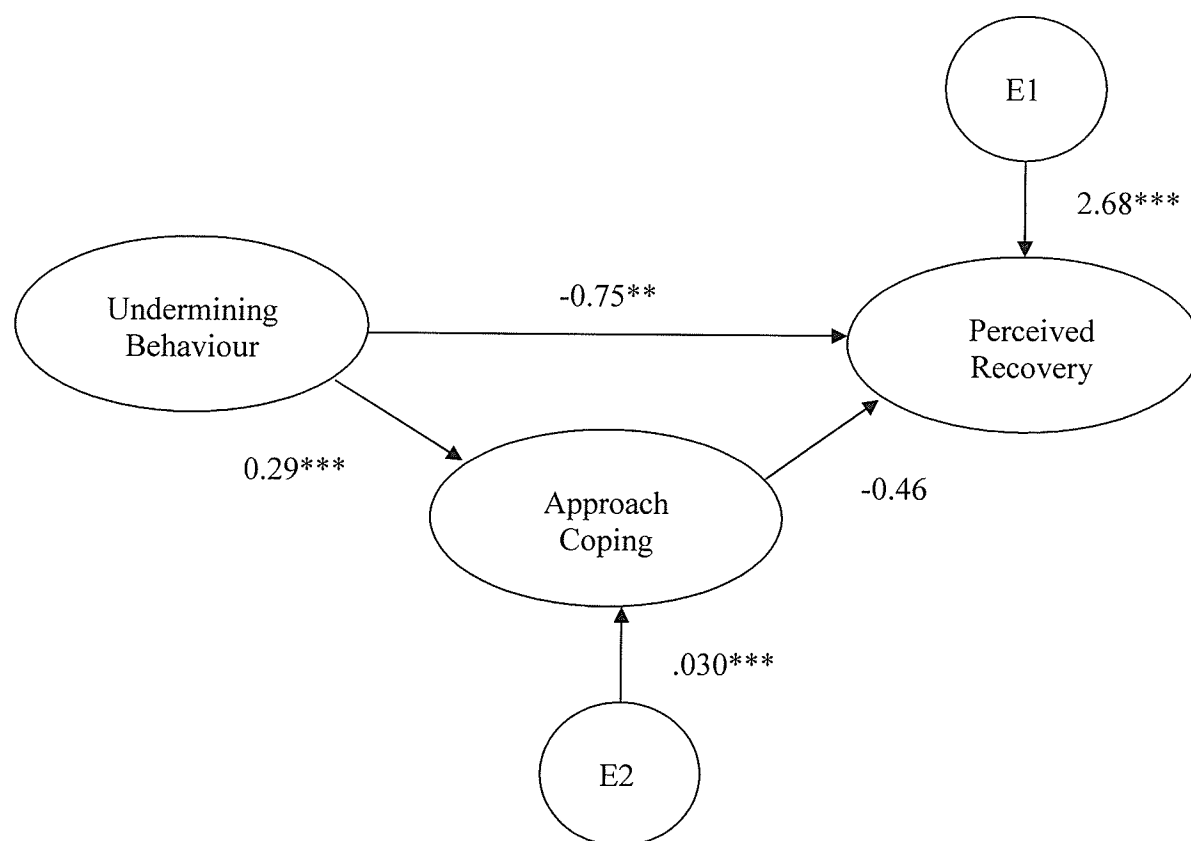 E1
2.68***
Undermining
Behaviour
-0.75**
Perceived
Recovery
0.29***
Approach
Coping
-0.46
.030***
E2